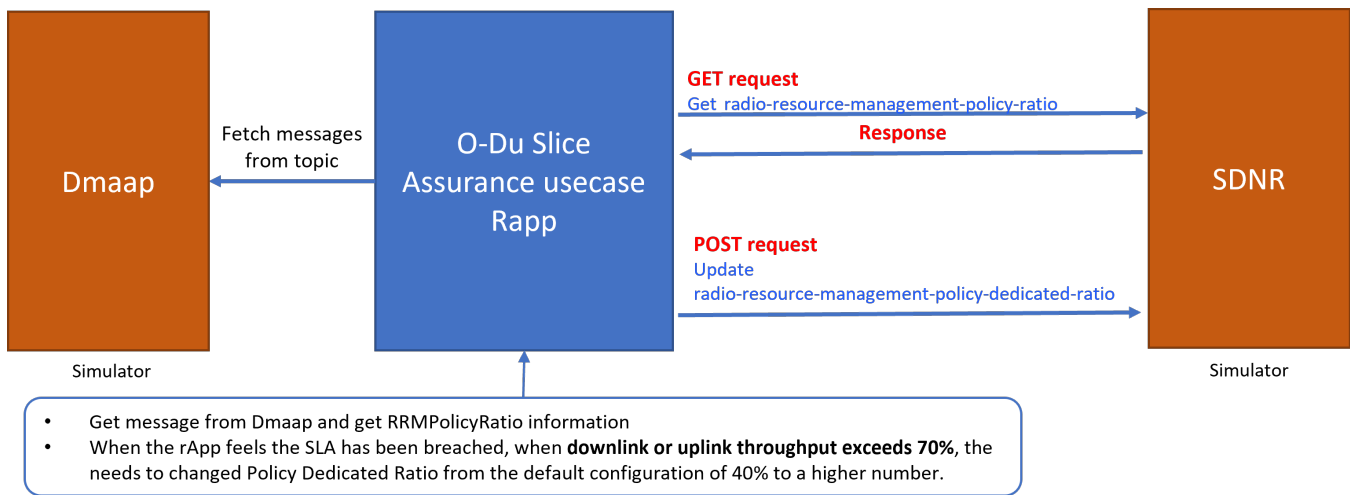 Dmaap
Simulator
Fetch messages
from topic
O-Du Slice
Assurance usecase
Rapp
GET request
Get radio-resource-management-policy-ratio
Response
POST request
Update
radio-resource-management-policy-dedicated-ratio
SDNR
Simulator
• Get message from Dmaap and get RRMPolicyRatio information
• When the rApp feels the SLA has been breached, when downlink or uplink throughput exceeds 70%, the
needs to changed Policy Dedicated Ratio from the default configuration of 40% to a higher number.